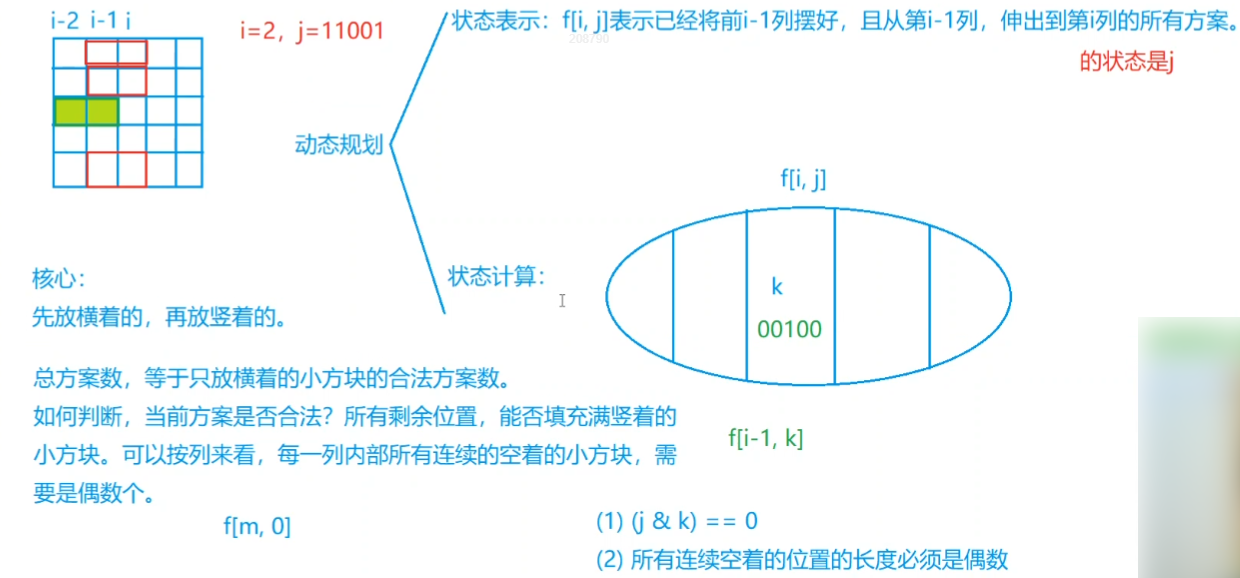 i-2 i-1 i
i=2，j=11001
状态表示：f[i, j]表示已经将前i-1列摆好，且从第i-1列，伸出到第i列的所有方案。
208790
的状态是j
动态规划
f[i, j]
核心：
先放横着的，再放竖着的。
状态计算：
k
00100
总方案数，等于只放横着的小方块的合法方案数。
如何判断，当前方案是否合法？所有剩余位置，能否填充满竖着的
小方块。可以按列来看，每一列内部所有连续的空着的小方块，需
要是偶数个。
f[i-1, k]
f[m, 0]
(1) (j & k) == 0
(2) 所有连续空着的位置的长度必须是偶数